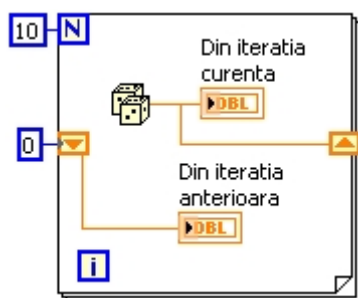 10
N
Din iteratia
curenta
DBL
0
Din iteratia
anterioara
DBL
i